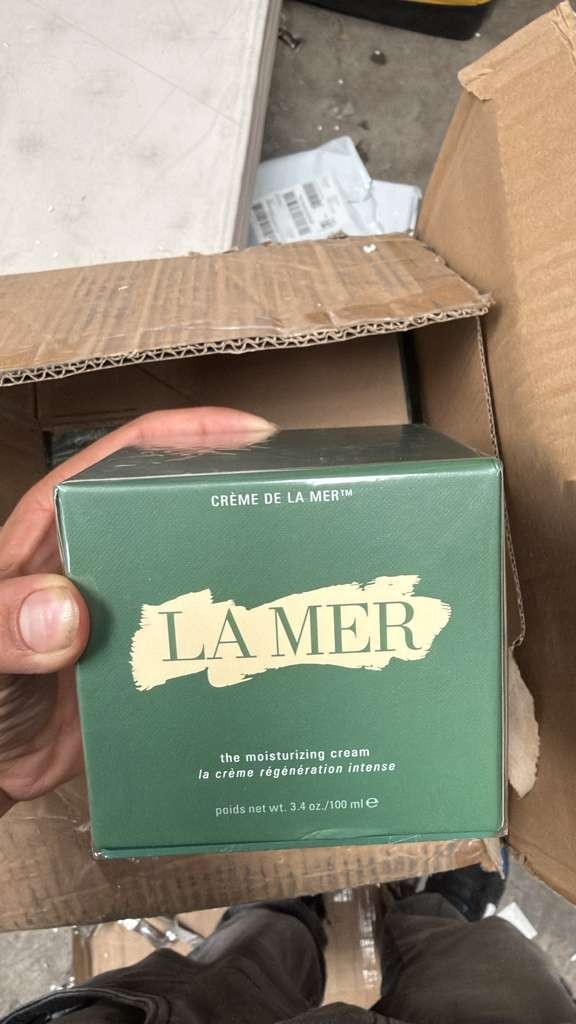 CRÈME DE LA MER™
LA MER
the moisturizing cream
la crème régénération intense
poids net wt. 3.4 oz./100 ml ℮